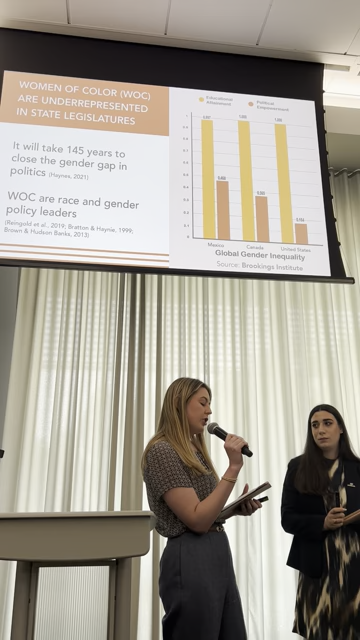 WOMEN OF COLOR (WOC)
ARE UNDERREPRESENTED
IN STATE LEGISLATURES
It will take 145 years to
close the gender gap in
politics (Haynes, 2021)
WOC are race and gender
policy leaders
(Reingold et al., 2019; Bratton & Haynie, 1999;
Brown & Hudson Banks, 2013)
Educational Attainment
Political Empowerment
Mexico
Canada
United States
Global Gender Inequality
Source: Brookings Institute